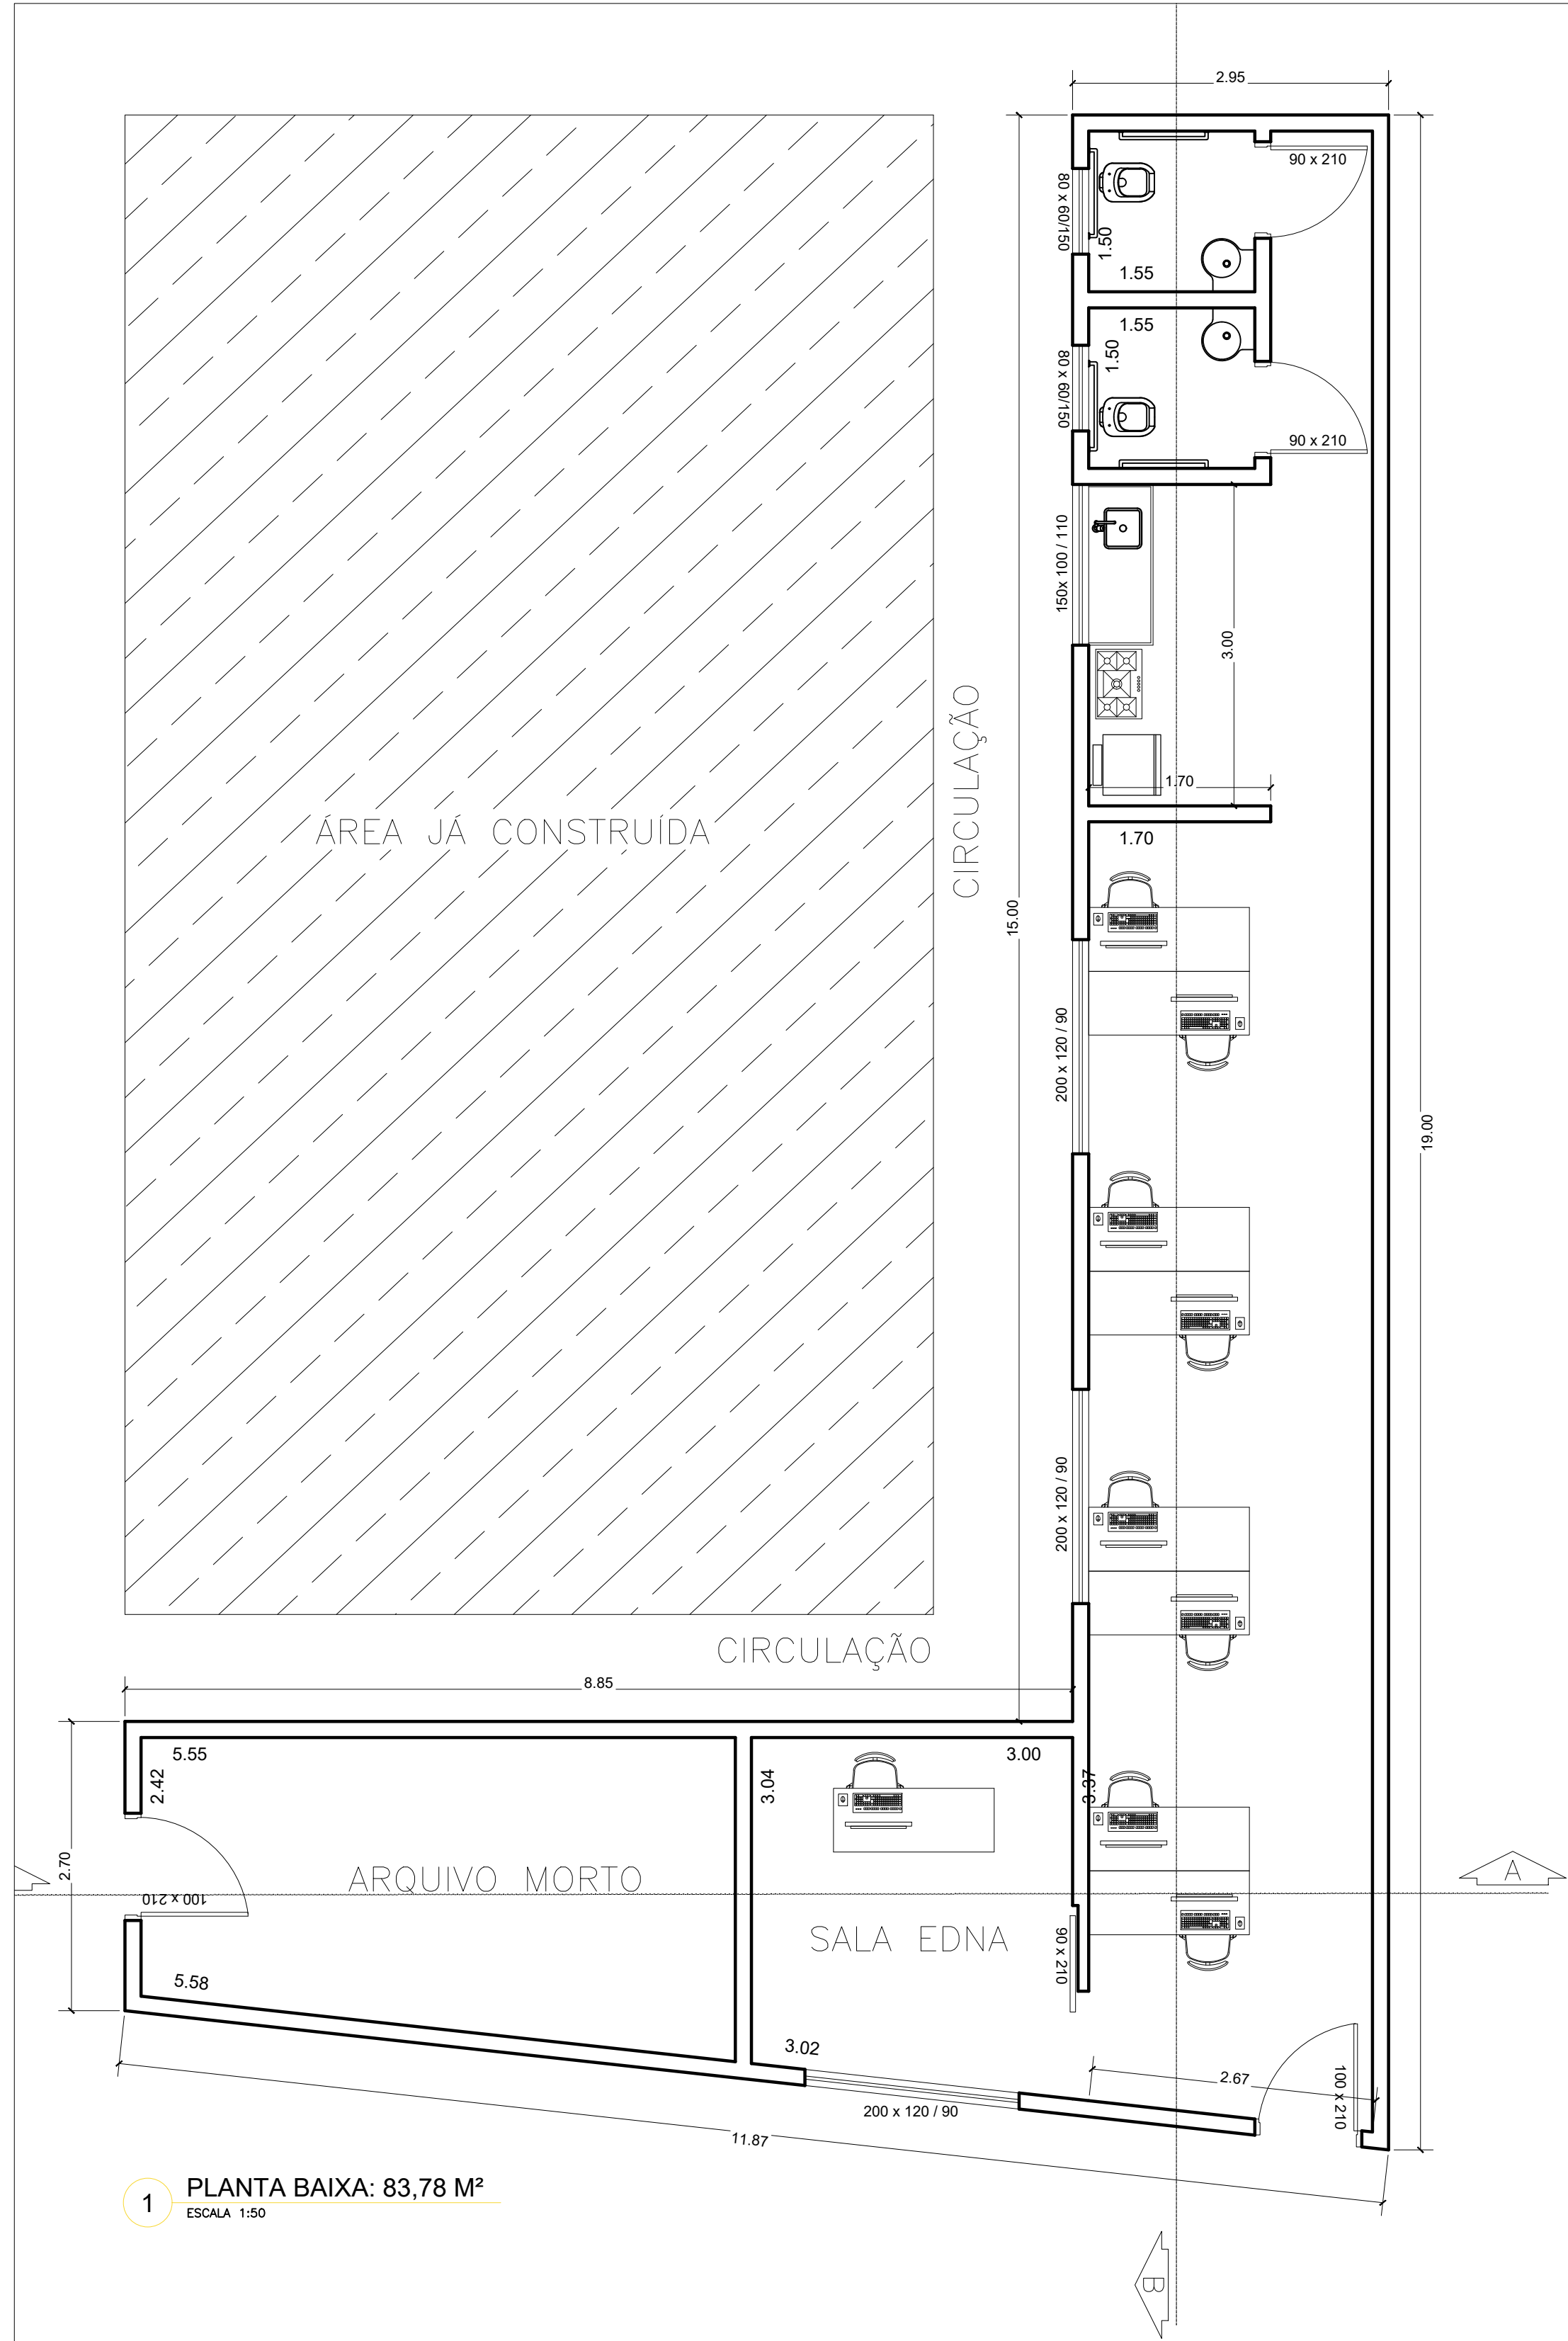 2.95
90 x 210
80 x 60/150
1.50
1.55
1.55
1.50
80 x 60/150
90 x 210
150x 100 / 110
3.00
CIRCULAÇÃO
1.70
ÁREA JÁ CONSTRUÍDA
1.70
15.00
200 x 120 / 90
19.00
200 x 120 / 90
CIRCULAÇÃO
8.85
5.55
3.00
2.42
3.04
3.37
2.70
ARQUIVO MORTO
100 x 210
A
SALA EDNA
90 x 210
5.58
3.02
2.67
100 x 210
200 x 120 / 90
11.87
1
PLANTA BAIXA: 83,78 M²
ESCALA 1:50
B